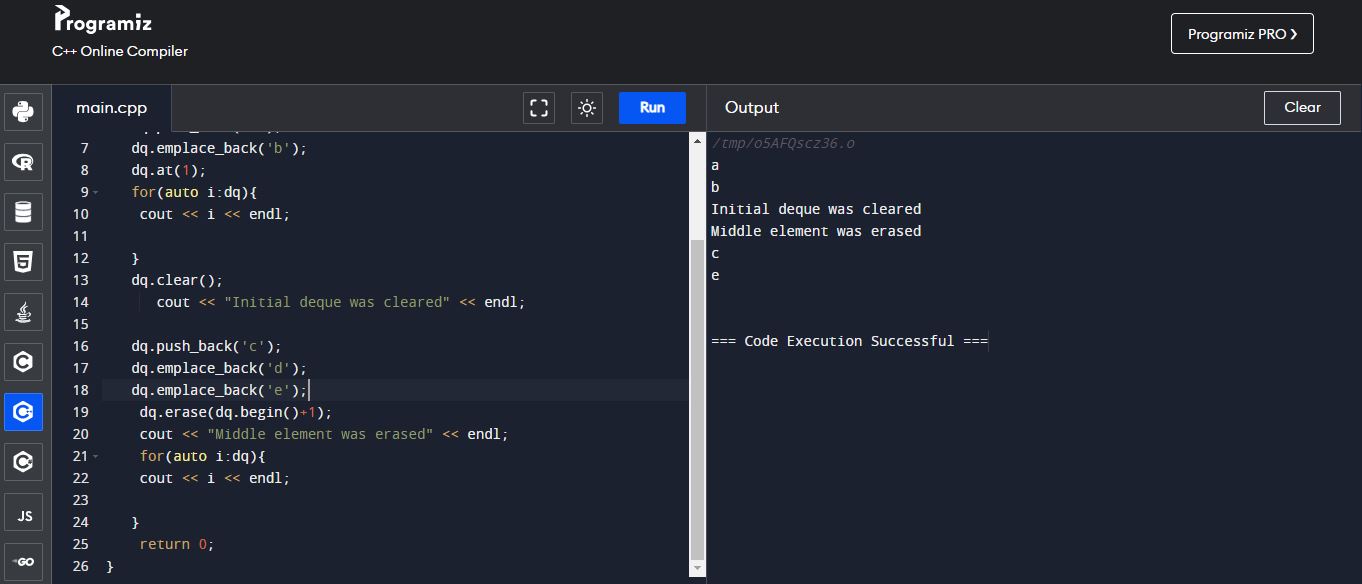 Programiz
C++ Online Compiler
Programiz PRO ❯
main.cpp
Run
Output
Clear
7 dq.emplace_back('b');
8 dq.at(1);
9 for(auto i:dq){
10 cout << i << endl;
11
12 }
13 dq.clear();
14 cout << "Initial deque was cleared" << endl;
15
16 dq.push_back('c');
17 dq.emplace_back('d');
18 dq.emplace_back('e');
19 dq.erase(dq.begin()+1);
20 cout << "Middle element was erased" << endl;
21 for(auto i:dq){
22 cout << i << endl;
23
24 }
25 return 0;
26 }
/tmp/o5AFQscz36.o
a
b
Initial deque was cleared
Middle element was erased
c
e
=== Code Execution Successful ===
R
5
C
C+
C
JS
GO